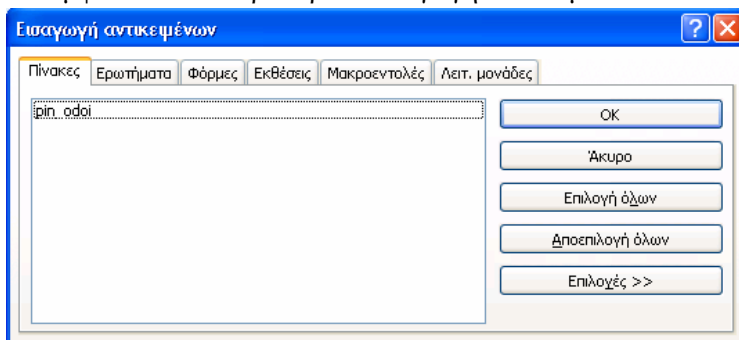 Εισαγωγή αντικειμένων
Πίνακες Ερωτήματα Φόρμες Εκθέσεις Μακροεντολές Λειτ. μονάδες
pin_odoi
OK
Άκυρο
Επιλογή όλων
Αποεπιλογή όλων
Επιλογές >>